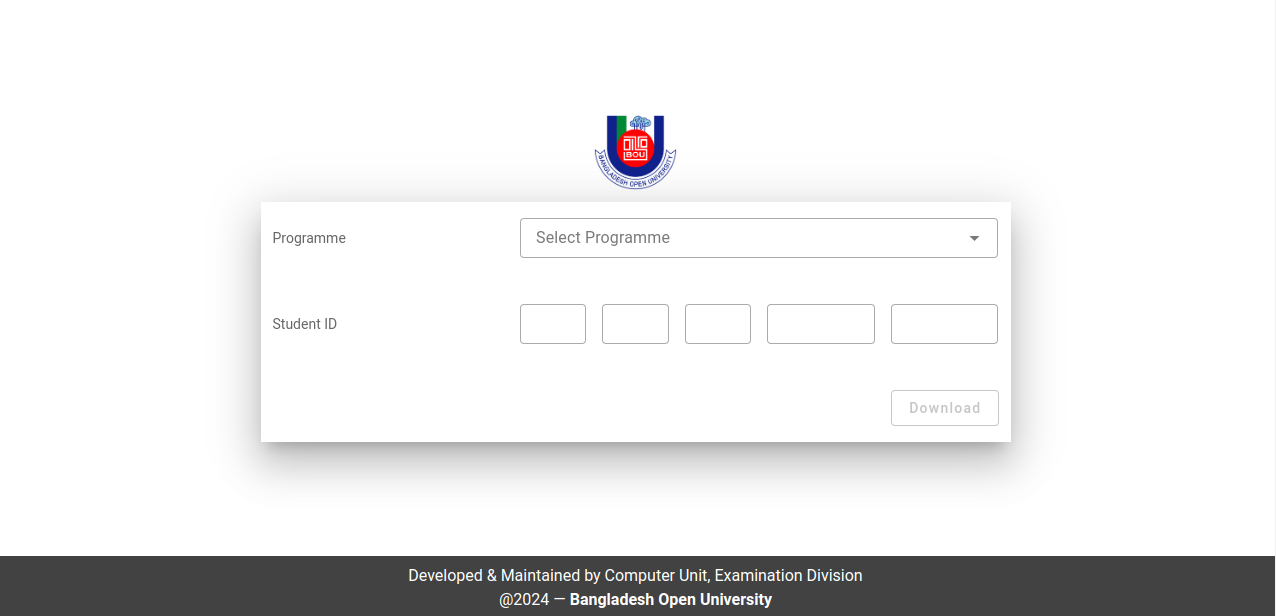 BOU
BANGLADESH OPEN UNIVERSITY
Programme
Select Programme
Student ID
Download
Developed & Maintained by Computer Unit, Examination Division
@2024 — Bangladesh Open University